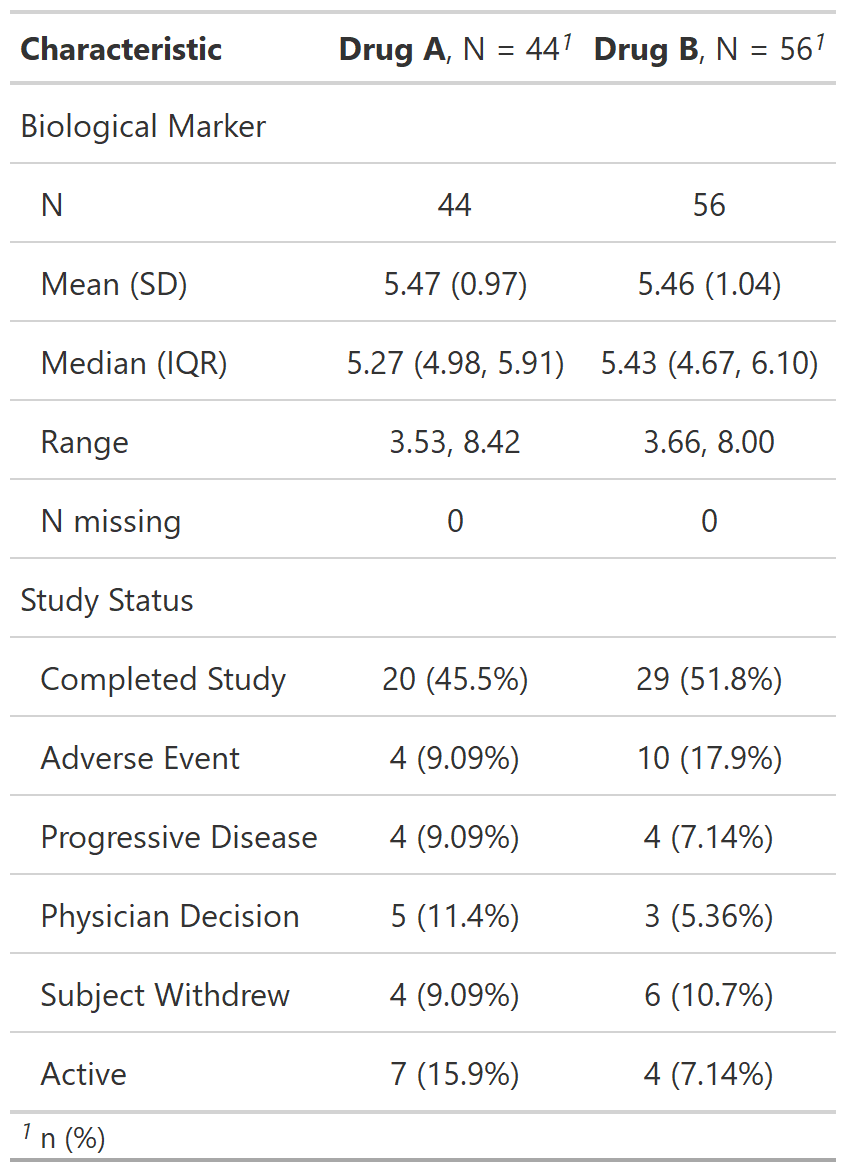 Characteristic Drug A, N = 44¹ Drug B, N = 56¹
Biological Marker
N 44 56
Mean (SD) 5.47 (0.97) 5.46 (1.04)
Median (IQR) 5.27 (4.98, 5.91) 5.43 (4.67, 6.10)
Range 3.53, 8.42 3.66, 8.00
N missing 0 0
Study Status
Completed Study 20 (45.5%) 29 (51.8%)
Adverse Event 4 (9.09%) 10 (17.9%)
Progressive Disease 4 (9.09%) 4 (7.14%)
Physician Decision 5 (11.4%) 3 (5.36%)
Subject Withdrew 4 (9.09%) 6 (10.7%)
Active 7 (15.9%) 4 (7.14%)
¹ n (%)